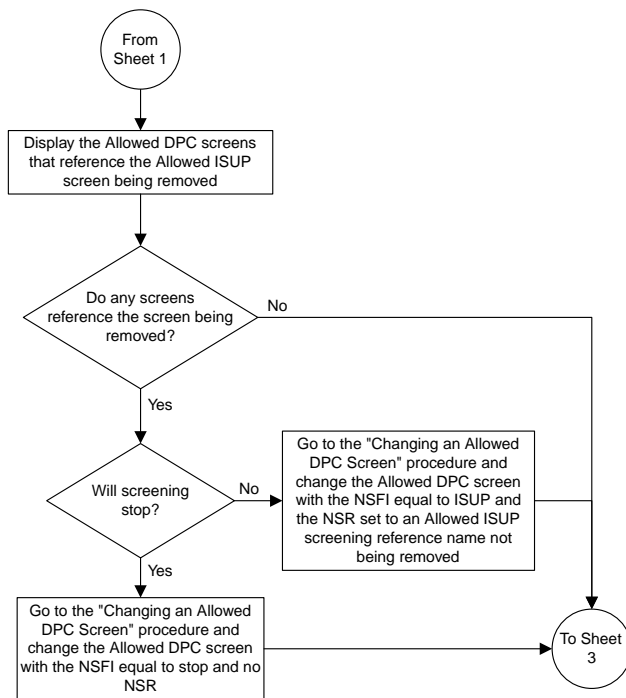 From
Sheet 1
Display the Allowed DPC screens
that reference the Allowed ISUP
screen being removed
Do any screens
reference the screen being
removed?
No
Yes
Will screening
stop?
No
Go to the "Changing an Allowed
DPC Screen" procedure and
change the Allowed DPC screen
with the NSFI equal to ISUP and
the NSR set to an Allowed ISUP
screening reference name not
being removed
Yes
Go to the "Changing an Allowed
DPC Screen" procedure and
change the Allowed DPC screen
with the NSFI equal to stop and no
NSR
To Sheet
3